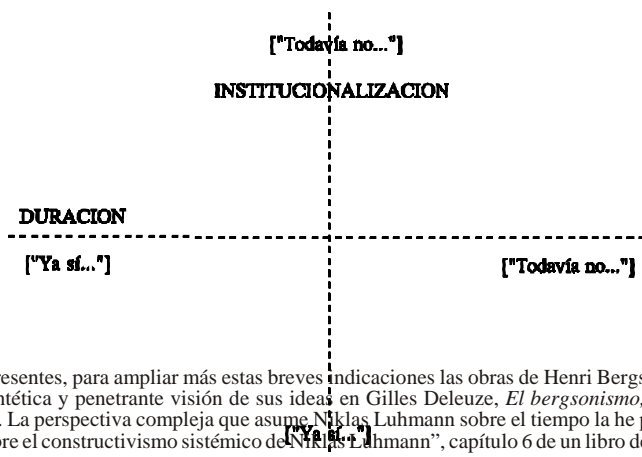 ["Todavía no..."]
INSTITUCIONALIZACION
DURACION
["Ya sí..."] ["Todavía no..."]
resentes, para ampliar más estas breves indicaciones las obras de Henri Bergs
ntética y penetrante visión de sus ideas en Gilles Deleuze, El bergsonismo,
. La perspectiva compleja que asume Niklas Luhmann sobre el tiempo la he p
bre el constructivismo sistémico de Niklas Luhmann”, capítulo 6 de un libro de
["Ya sí..."]